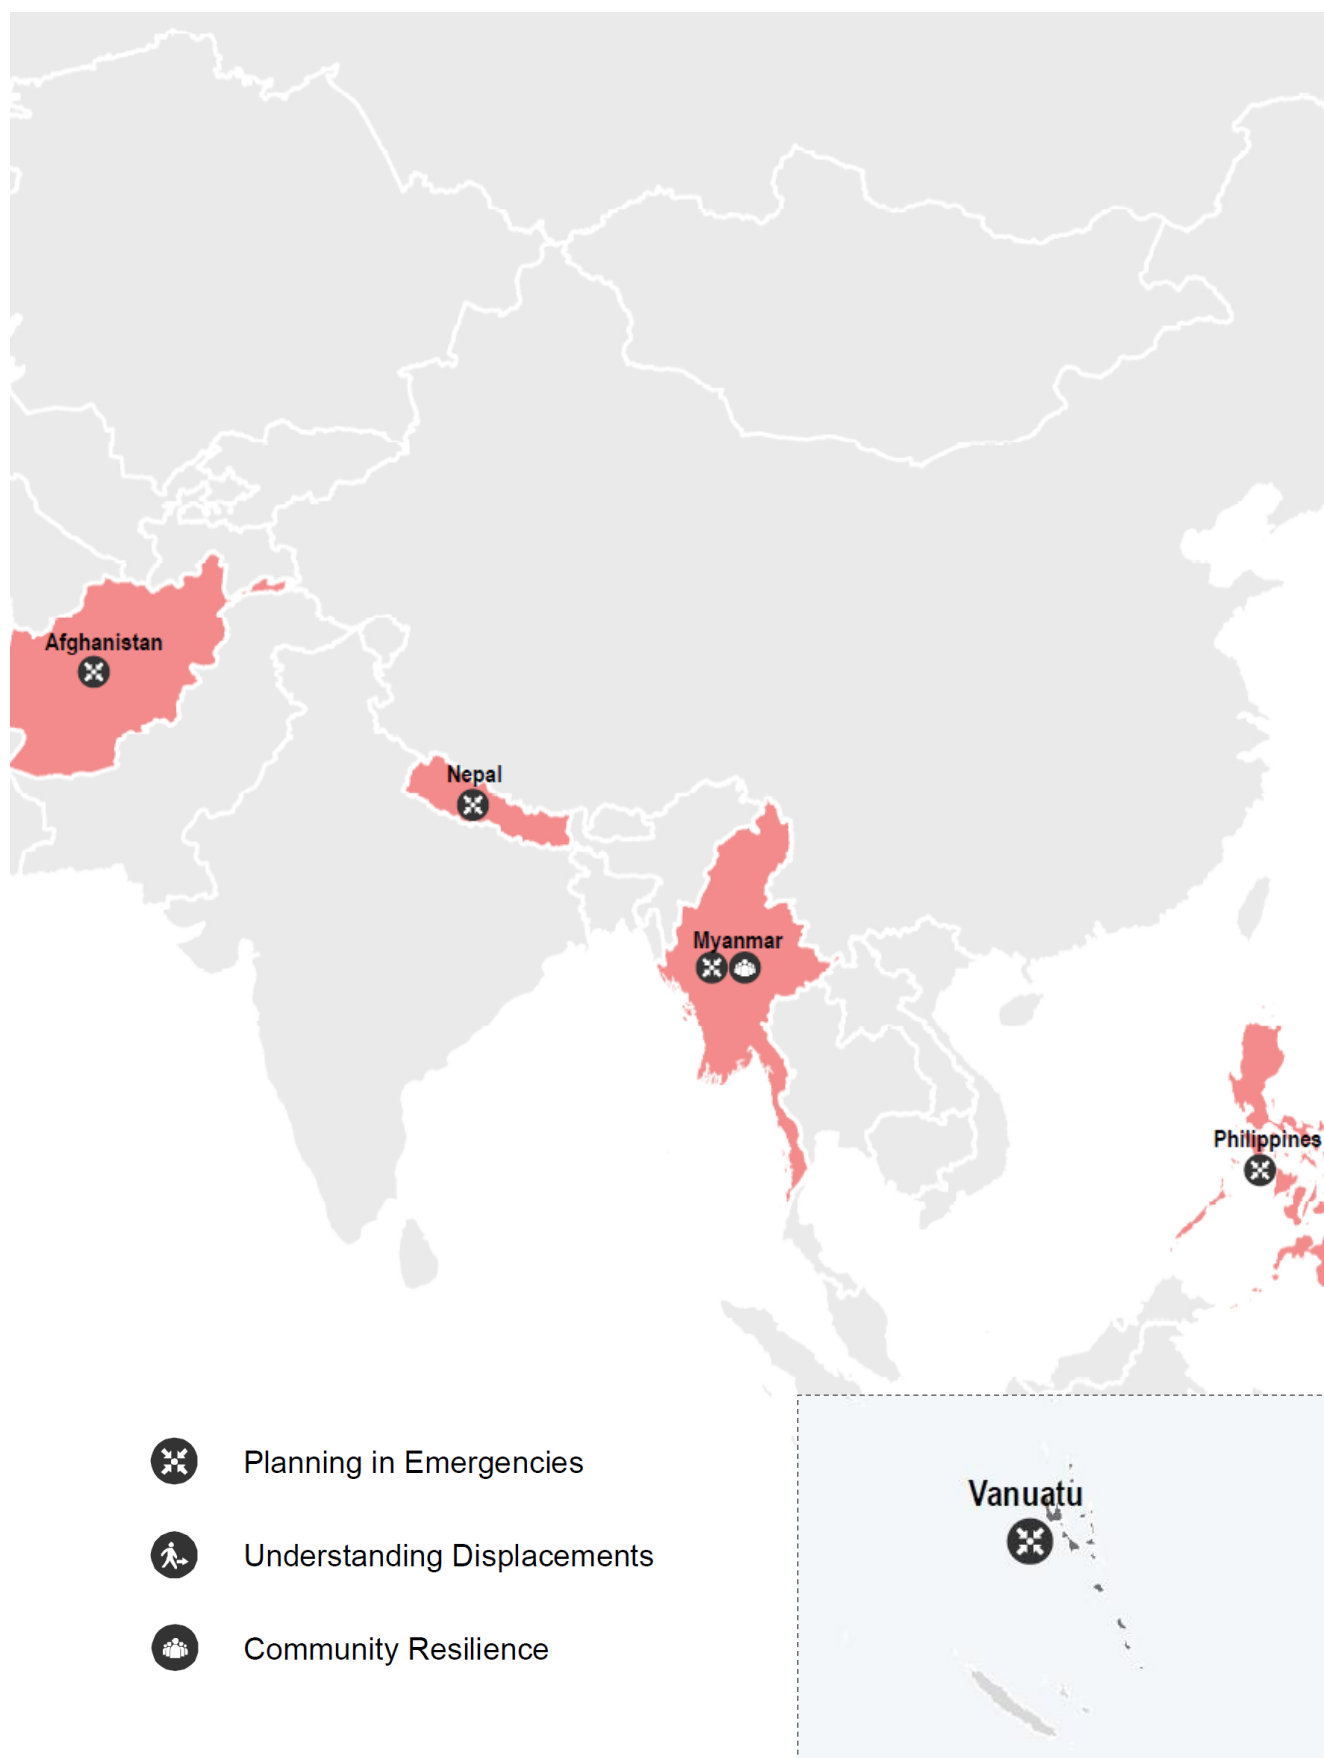 Afghanistan
Nepal
Myanmar
Philippines
Planning in Emergencies
Understanding Displacements
Community Resilience
Vanuatu